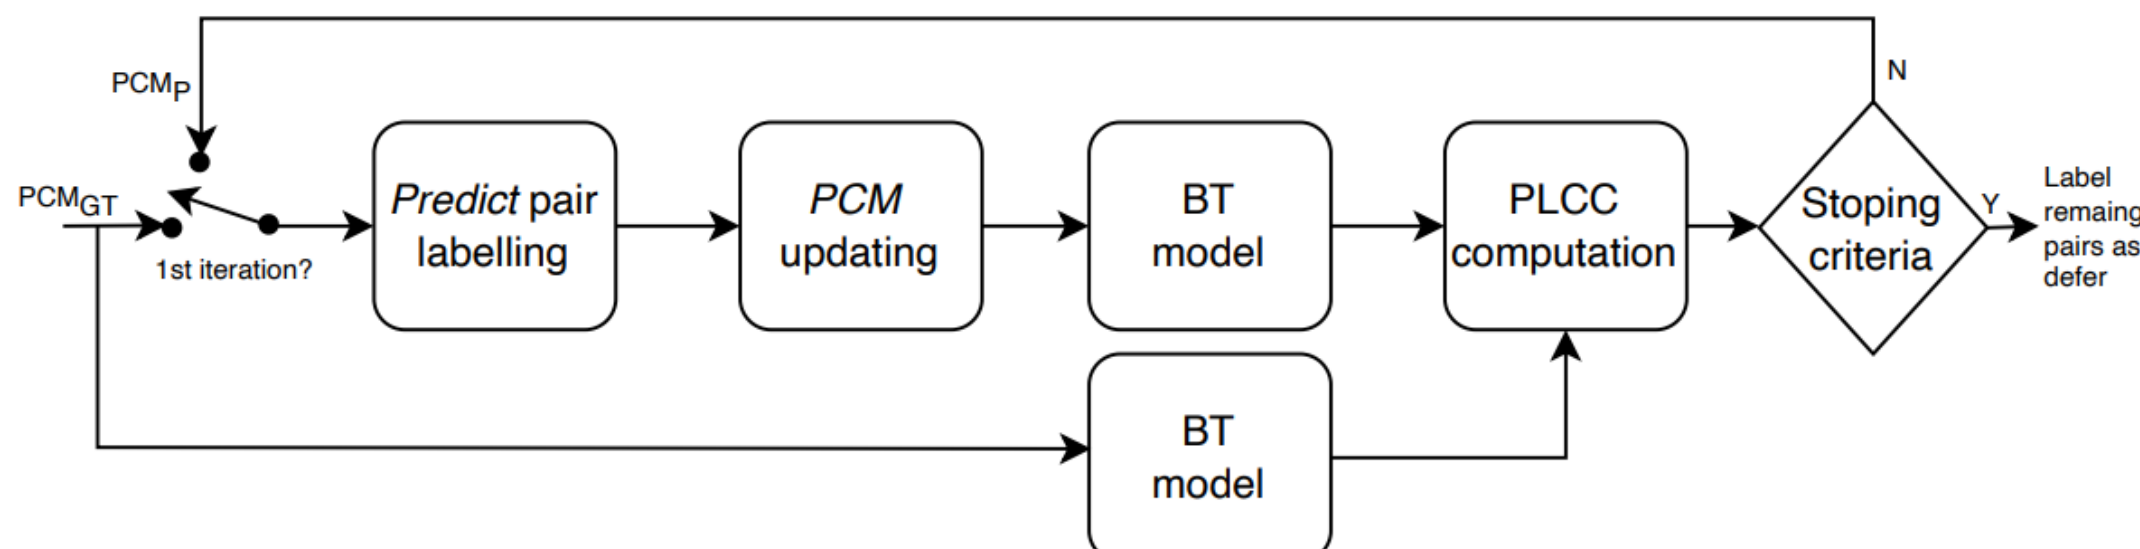 PCMP
N
PCMGT
1st iteration?
Predict pair
labelling
PCM
updating
BT
model
PLCC
computation
Stoping
criteria
Y
Label
remaing
pairs as
defer
BT
model